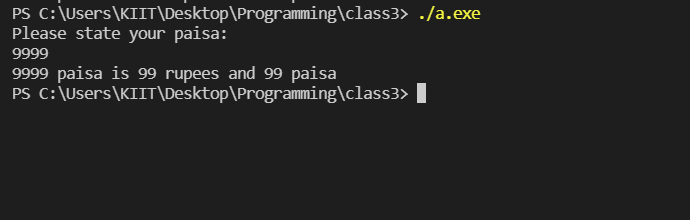 PS C:\Users\KIIT\Desktop\Programming\class3> ./a.exe
Please state your paisa:
9999
9999 paisa is 99 rupees and 99 paisa
PS C:\Users\KIIT\Desktop\Programming\class3>